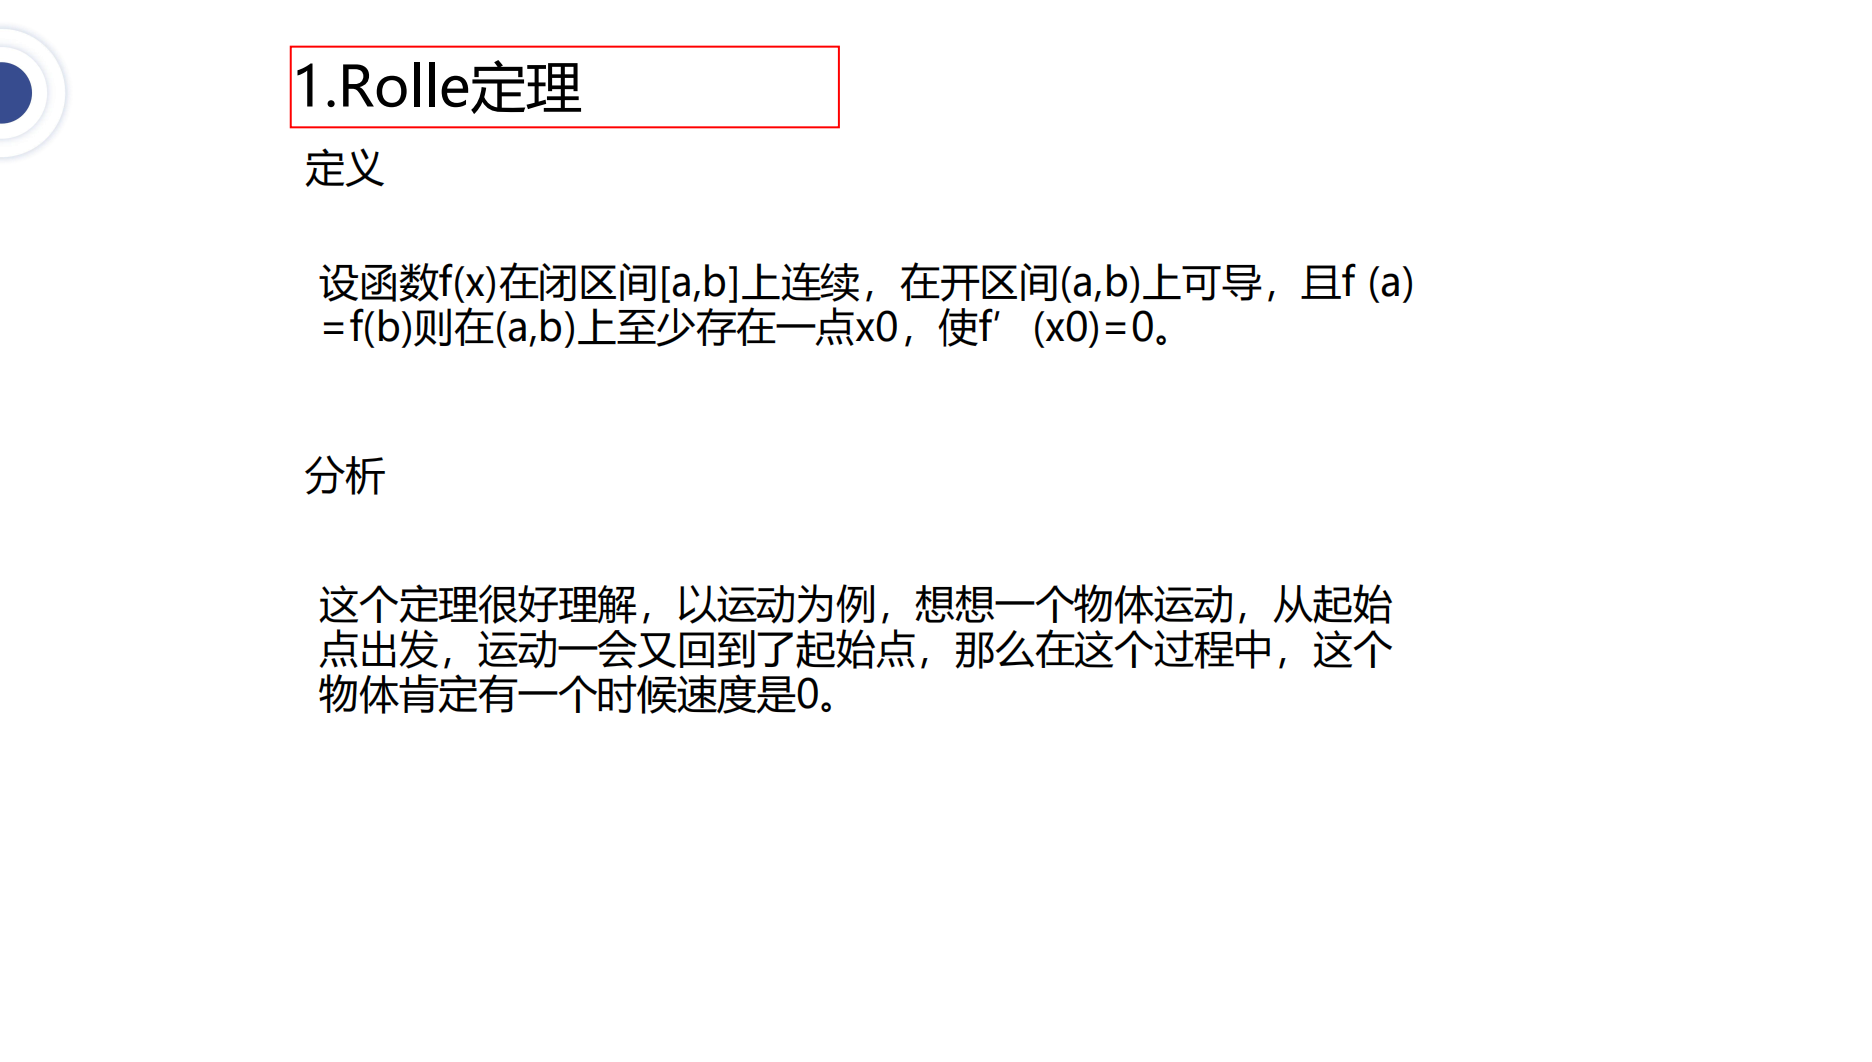 1.Rolle定理
定义
设函数f(x)在闭区间[a,b]上连续，在开区间(a,b)上可导，且f (a)
=f(b)则在(a,b)上至少存在一点x0，使f’ (x0)=0。
分析
这个定理很好理解，以运动为例，想想一个物体运动，从起始
点出发，运动一会又回到了起始点，那么在这个过程中，这个
物体肯定有一个时候速度是0。